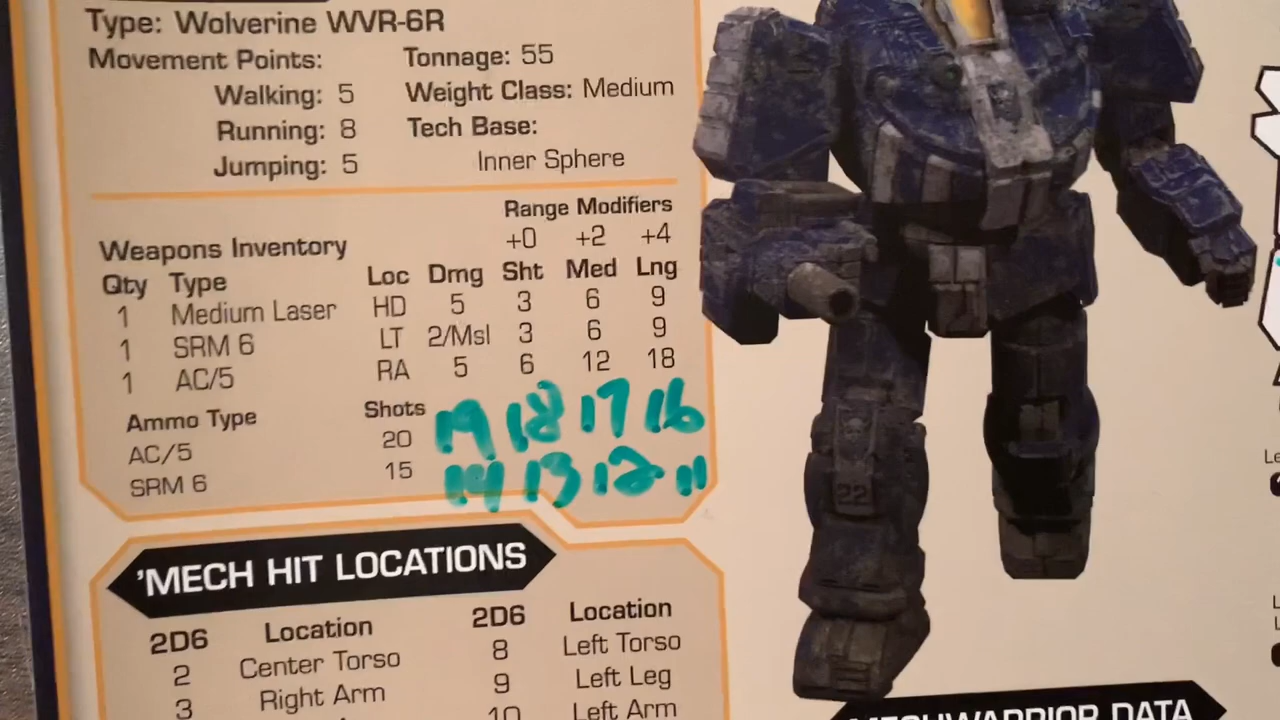 Type: Wolverine WVR-6R
Movement Points: Tonnage: 55
Walking: 5 Weight Class: Medium
Running: 8 Tech Base:
Jumping: 5 Inner Sphere
Range Modifiers
Weapons Inventory +0 +2 +4
Qty Type Loc Dmg Sht Med Lng
1 Medium Laser HD 5 3 6 9
1 SRM 6 LT 2/Msl 3 6 9
1 AC/5 RA 5 6 12 18
Ammo Type Shots
AC/5 20 19 18 17 16
SRM 6 15 14 13 12 11
22
'MECH HIT LOCATIONS
2D6 Location 2D6 Location
2 Center Torso 8 Left Torso
3 Right Arm 9 Left Leg
10 Left Arm
MECHWARRIOR DATA